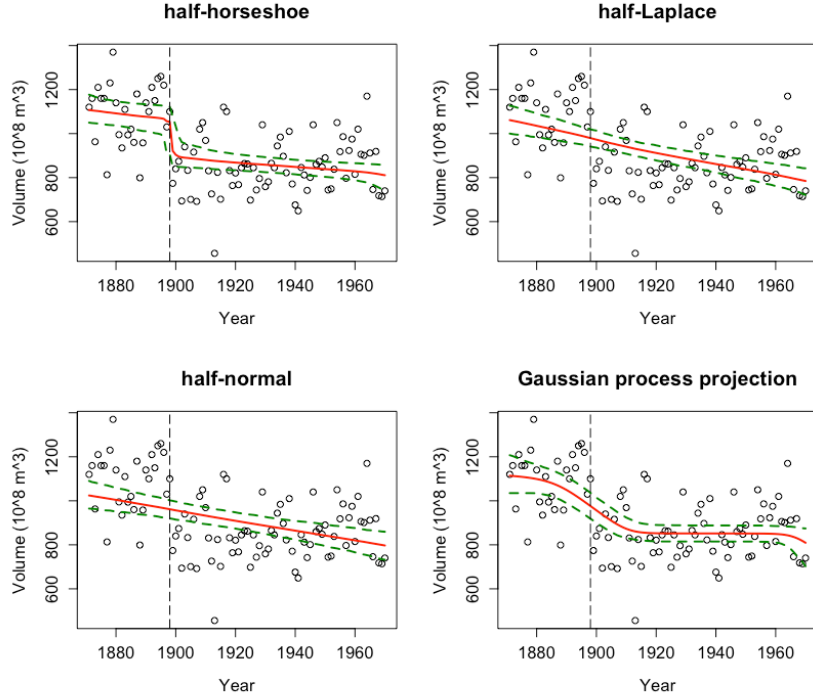 half-horseshoe
Volume (10^8 m^3)
600 800 1200
1880 1900 1920 1940 1960
Year
half-Laplace
Volume (10^8 m^3)
600 800 1200
1880 1900 1920 1940 1960
Year
half-normal
Volume (10^8 m^3)
600 800 1200
1880 1900 1920 1940 1960
Year
Gaussian process projection
Volume (10^8 m^3)
600 800 1200
1880 1900 1920 1940 1960
Year